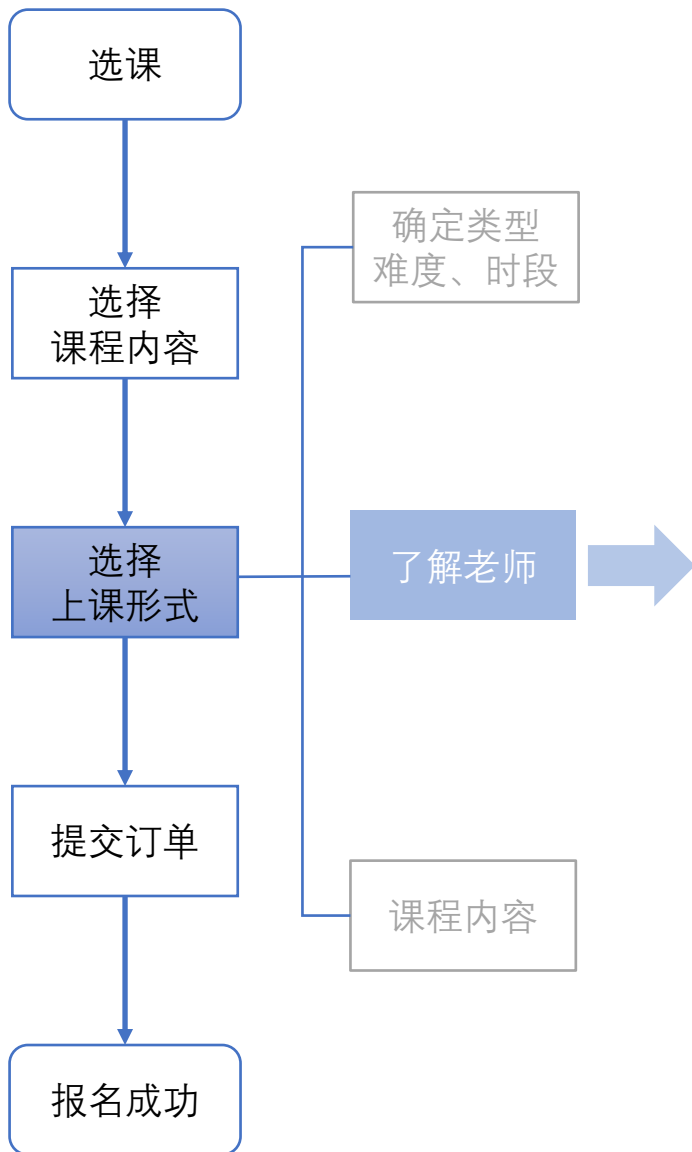 选课
选择
课程内容
选择
上课形式
提交订单
报名成功
确定类型
难度、时段
了解老师
课程内容